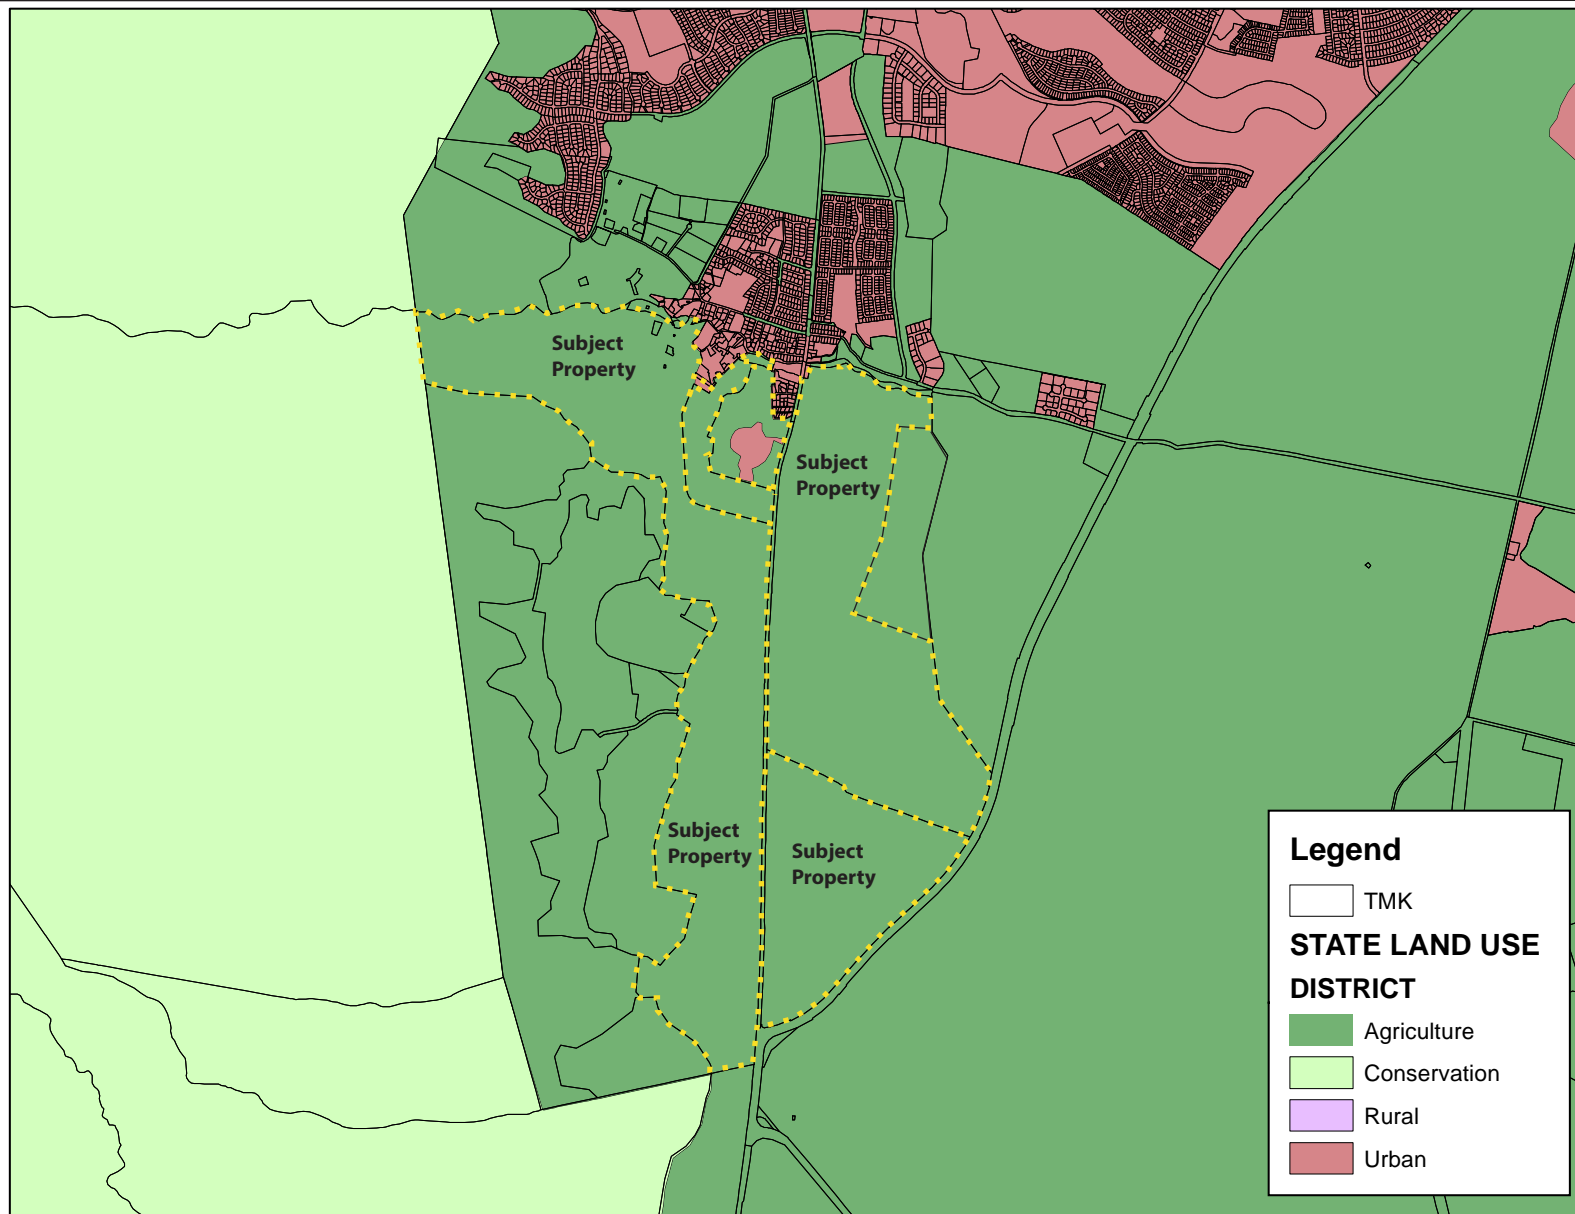 Subject
Property
Subject
Property
Subject
Property
Subject
Property
Legend
TMK
STATE LAND USE
DISTRICT
Agriculture
Conservation
Rural
Urban